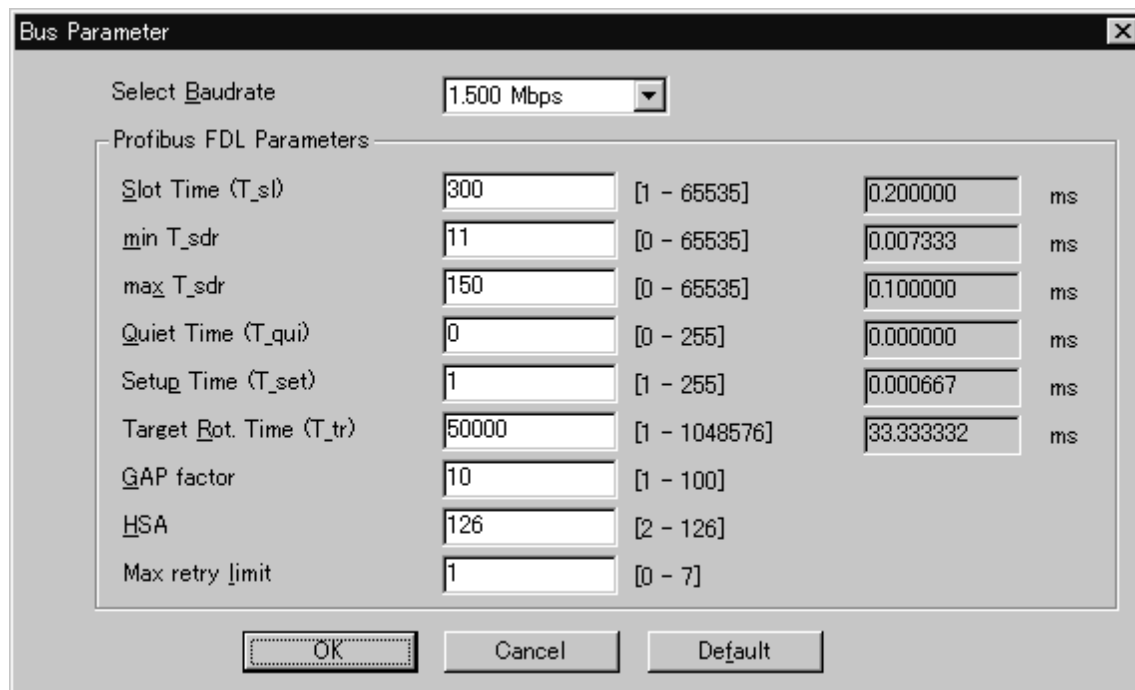 Bus Parameter
Select Baudrate 1.500 Mbps
Profibus FDL Parameters
Slot Time (T_sl) 300 [1 - 65535] 0.200000 ms
min T_sdr 11 [0 - 65535] 0.007333 ms
max T_sdr 150 [0 - 65535] 0.100000 ms
Quiet Time (T_qui) 0 [0 - 255] 0.000000 ms
Setup Time (T_set) 1 [1 - 255] 0.000667 ms
Target Rot. Time (T_tr) 50000 [1 - 1048576] 33.333332 ms
GAP factor 10 [1 - 100]
HSA 126 [2 - 126]
Max retry limit 1 [0 - 7]
OK Cancel Default